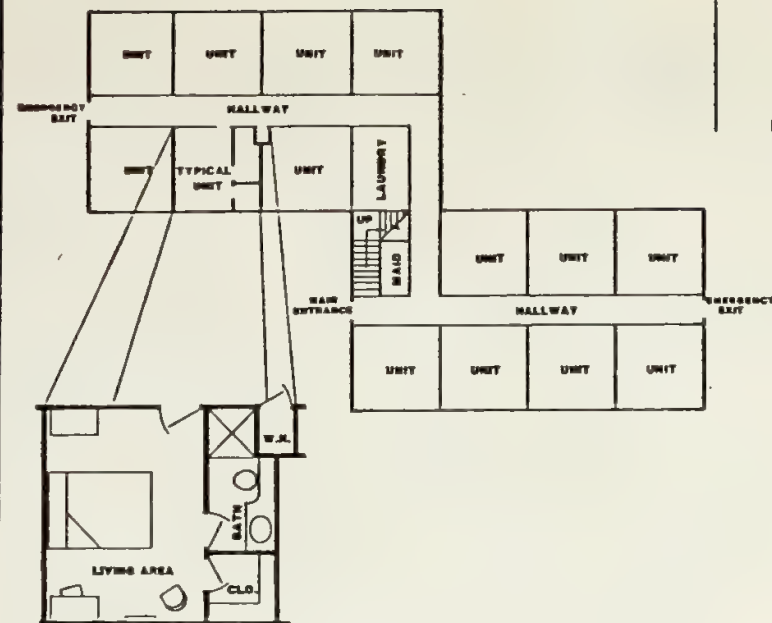 UNIT UNIT UNIT UNIT
EMERGENCY
EXIT
HALLWAY
UNIT
TYPICAL
UNIT
UNIT
LAUNDRY
UP
MAID
MAIN
ENTRANCE
UNIT UNIT UNIT
HALLWAY
EMERGENCY
EXIT
UNIT UNIT UNIT UNIT
W.H.
BATH
LIVING AREA
CLO.